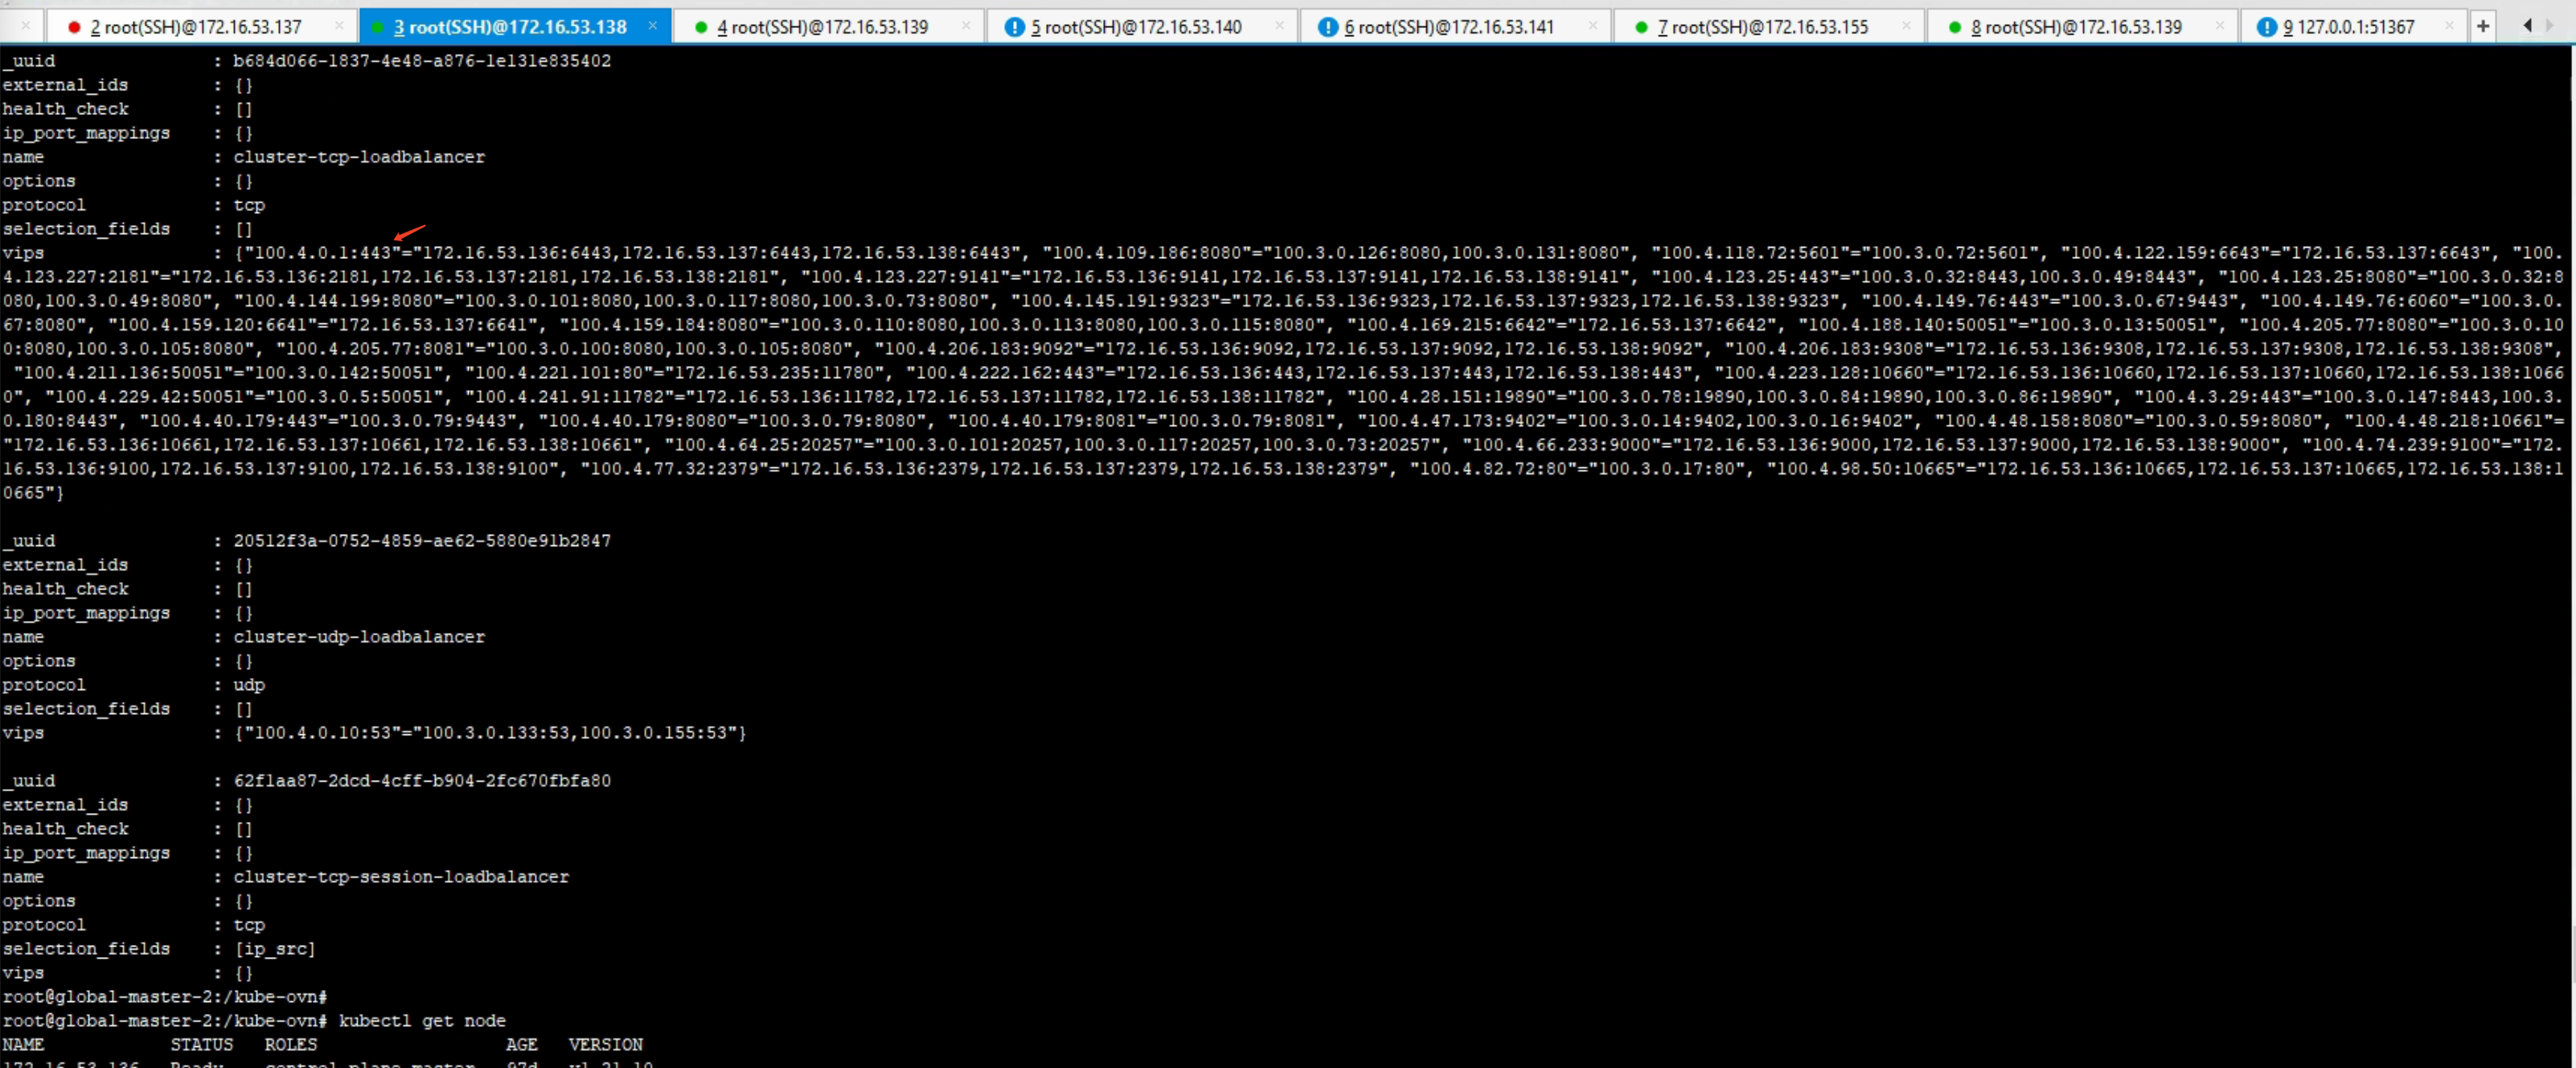 2 root(SSH)@172.16.53.137 × 3 root(SSH)@172.16.53.138 × 4 root(SSH)@172.16.53.139 × 5 root(SSH)@172.16.53.140 × 6 root(SSH)@172.16.53.141 × 7 root(SSH)@172.16.53.155 × 8 root(SSH)@172.16.53.139 × 9 127.0.0.1:51367 × +
_uuid : b684d066-1837-4e48-a876-1e131e835402
external_ids : {}
health_check : []
ip_port_mappings : {}
name : cluster-tcp-loadbalancer
options : {}
protocol : tcp
selection_fields : []
vips : {"100.4.0.1:443"="172.16.53.136:6443,172.16.53.137:6443,172.16.53.138:6443", "100.4.109.186:8080"="100.3.0.126:8080,100.3.0.131:8080", "100.4.118.72:5601"="100.3.0.72:5601", "100.4.122.159:6643"="172.16.53.137:6643", "100.
4.123.227:2181"="172.16.53.136:2181,172.16.53.137:2181,172.16.53.138:2181", "100.4.123.227:9141"="172.16.53.136:9141,172.16.53.137:9141,172.16.53.138:9141", "100.4.123.25:443"="100.3.0.32:8443,100.3.0.49:8443", "100.4.123.25:8080"="100.3.0.32:8
080,100.3.0.49:8080", "100.4.144.199:8080"="100.3.0.101:8080,100.3.0.117:8080,100.3.0.73:8080", "100.4.145.191:9323"="172.16.53.136:9323,172.16.53.137:9323,172.16.53.138:9323", "100.4.149.76:443"="100.3.0.67:9443", "100.4.149.76:6060"="100.3.0.
67:8080", "100.4.159.120:6641"="172.16.53.137:6641", "100.4.159.184:8080"="100.3.0.110:8080,100.3.0.113:8080,100.3.0.115:8080", "100.4.169.215:6642"="172.16.53.137:6642", "100.4.188.140:50051"="100.3.0.13:50051", "100.4.205.77:8080"="100.3.0.10
0:8080,100.3.0.105:8080", "100.4.205.77:8081"="100.3.0.100:8080,100.3.0.105:8080", "100.4.206.183:9092"="172.16.53.136:9092,172.16.53.137:9092,172.16.53.138:9092", "100.4.206.183:9308"="172.16.53.136:9308,172.16.53.137:9308,172.16.53.138:9308",
"100.4.211.136:50051"="100.3.0.142:50051", "100.4.221.101:80"="172.16.53.235:11780", "100.4.222.162:443"="172.16.53.136:443,172.16.53.137:443,172.16.53.138:443", "100.4.223.128:10660"="172.16.53.136:10660,172.16.53.137:10660,172.16.53.138:1066
0", "100.4.229.42:50051"="100.3.0.5:50051", "100.4.241.91:11782"="172.16.53.136:11782,172.16.53.137:11782,172.16.53.138:11782", "100.4.28.151:19890"="100.3.0.78:19890,100.3.0.84:19890,100.3.0.86:19890", "100.4.3.29:443"="100.3.0.147:8443,100.3.
0.180:8443", "100.4.40.179:443"="100.3.0.79:9443", "100.4.40.179:8080"="100.3.0.79:8080", "100.4.40.179:8081"="100.3.0.79:8081", "100.4.47.173:9402"="100.3.0.14:9402,100.3.0.16:9402", "100.4.48.158:8080"="100.3.0.59:8080", "100.4.48.218:10661"=
"172.16.53.136:10661,172.16.53.137:10661,172.16.53.138:10661", "100.4.64.25:20257"="100.3.0.101:20257,100.3.0.117:20257,100.3.0.73:20257", "100.4.66.233:9000"="172.16.53.136:9000,172.16.53.137:9000,172.16.53.138:9000", "100.4.74.239:9100"="172.
16.53.136:9100,172.16.53.137:9100,172.16.53.138:9100", "100.4.77.32:2379"="172.16.53.136:2379,172.16.53.137:2379,172.16.53.138:2379", "100.4.82.72:80"="100.3.0.17:80", "100.4.98.50:10665"="172.16.53.136:10665,172.16.53.137:10665,172.16.53.138:1
0665"}
_uuid : 20512f3a-0752-4859-ae62-5880e91b2847
external_ids : {}
health_check : []
ip_port_mappings : {}
name : cluster-udp-loadbalancer
options : {}
protocol : udp
selection_fields : []
vips : {"100.4.0.10:53"="100.3.0.133:53,100.3.0.155:53"}
_uuid : 62f1aa87-2dcd-4cff-b904-2fc670fbfa80
external_ids : {}
health_check : []
ip_port_mappings : {}
name : cluster-tcp-session-loadbalancer
options : {}
protocol : tcp
selection_fields : [ip_src]
vips : {}
root@global-master-2:/kube-ovn#
root@global-master-2:/kube-ovn# kubectl get node
NAME STATUS ROLES AGE VERSION
172.16.53.136 Ready control-plane,master 97d v1.21.10